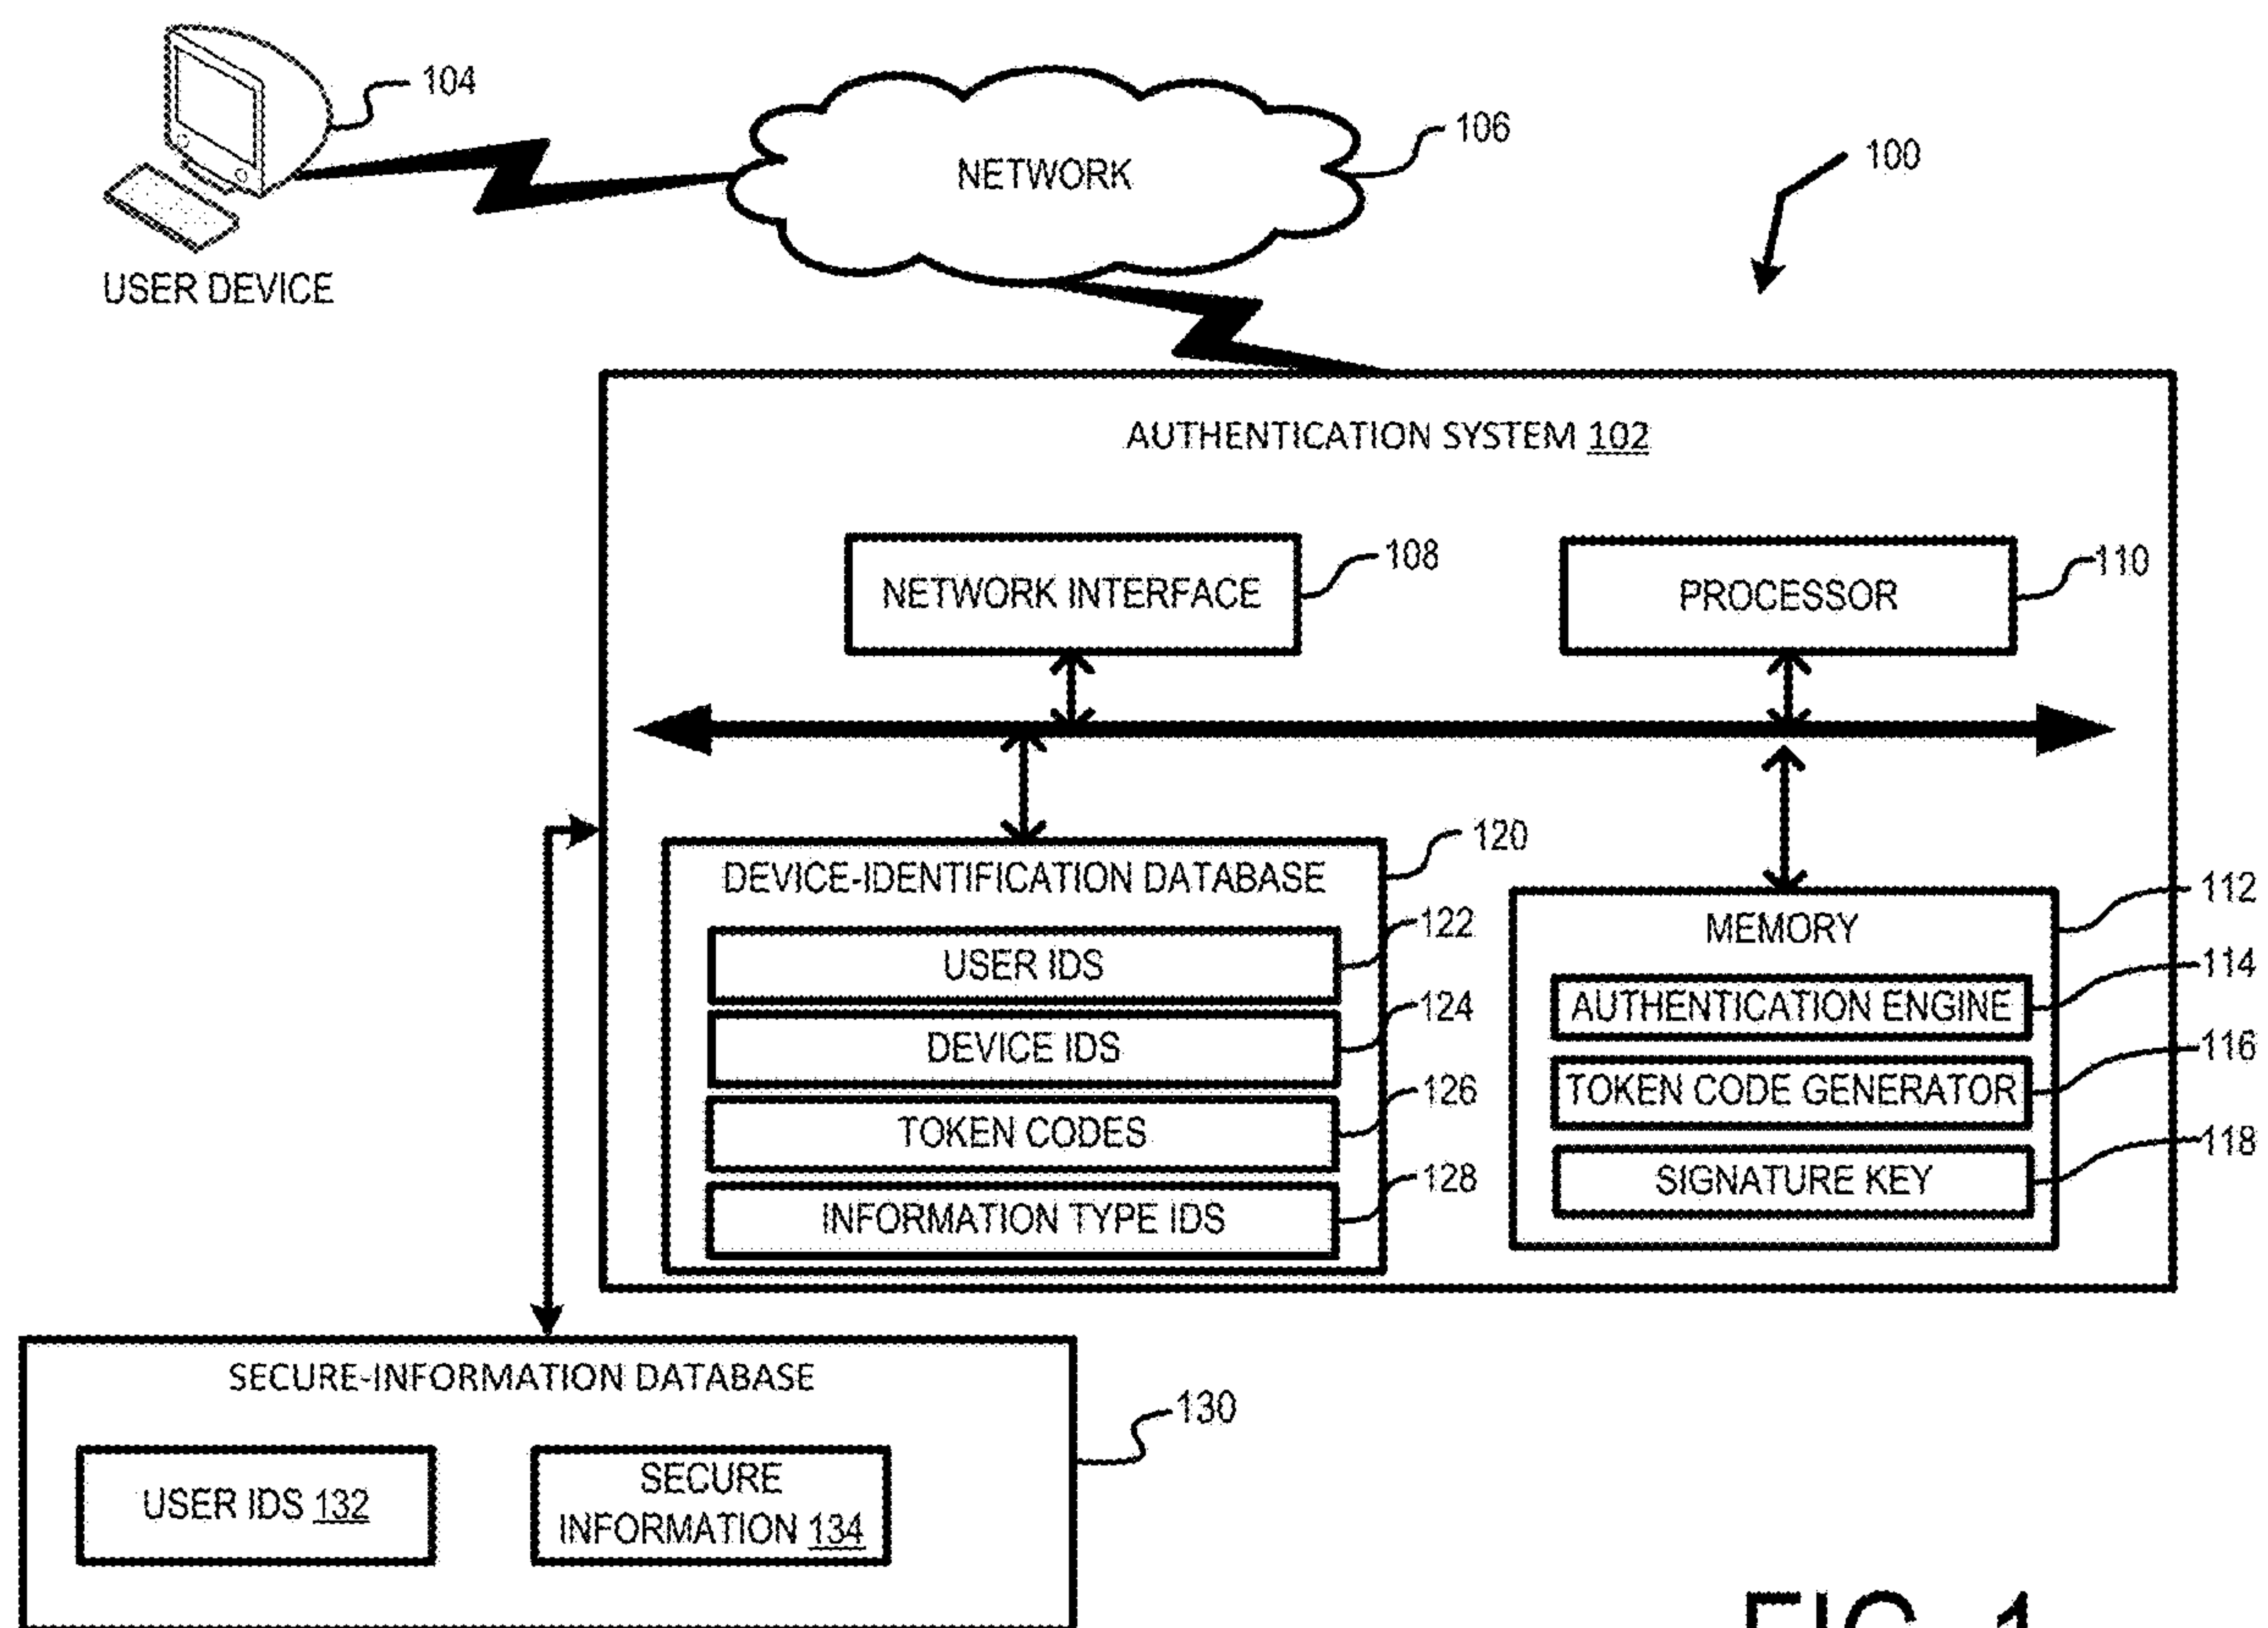 104
106
NETWORK
100
USER DEVICE
AUTHENTICATION SYSTEM 102
108
110
NETWORK INTERFACE
PROCESSOR
120
DEVICE-IDENTIFICATION DATABASE
112
MEMORY
122
USER IDS
114
AUTHENTICATION ENGINE
124
DEVICE IDS
116
TOKEN CODE GENERATOR
126
TOKEN CODES
118
SIGNATURE KEY
128
INFORMATION TYPE IDS
SECURE-INFORMATION DATABASE
130
USER IDS 132
SECURE
INFORMATION 134
FIG. 1